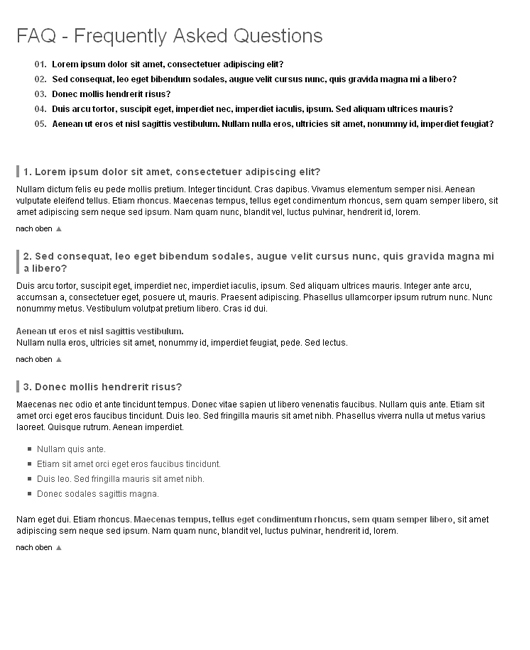 FAQ - Frequently Asked Questions
01. Lorem ipsum dolor sit amet, consectetuer adipiscing elit?
02. Sed consequat, leo eget bibendum sodales, augue velit cursus nunc, quis gravida magna mi a libero?
03. Donec mollis hendrerit risus?
04. Duis arcu tortor, suscipit eget, imperdiet nec, imperdiet iaculis, ipsum. Sed aliquam ultrices mauris?
05. Aenean ut eros et nisl sagittis vestibulum. Nullam nulla eros, ultricies sit amet, nonummy id, imperdiet feugiat?
1. Lorem ipsum dolor sit amet, consectetuer adipiscing elit?
Nullam dictum felis eu pede mollis pretium. Integer tincidunt. Cras dapibus. Vivamus elementum semper nisi. Aenean
vulputate eleifend tellus. Etiam rhoncus. Maecenas tempus, tellus eget condimentum rhoncus, sem quam semper libero, sit
amet adipiscing sem neque sed ipsum. Nam quam nunc, blandit vel, luctus pulvinar, hendrerit id, lorem.
nach oben ▲
2. Sed consequat, leo eget bibendum sodales, augue velit cursus nunc, quis gravida magna mi
a libero?
Duis arcu tortor, suscipit eget, imperdiet nec, imperdiet iaculis, ipsum. Sed aliquam ultrices mauris. Integer ante arcu,
accumsan a, consectetuer eget, posuere ut, mauris. Praesent adipiscing. Phasellus ullamcorper ipsum rutrum nunc. Nunc
nonummy metus. Vestibulum volutpat pretium libero. Cras id dui.
Aenean ut eros et nisl sagittis vestibulum.
Nullam nulla eros, ultricies sit amet, nonummy id, imperdiet feugiat, pede. Sed lectus.
nach oben ▲
3. Donec mollis hendrerit risus?
Maecenas nec odio et ante tincidunt tempus. Donec vitae sapien ut libero venenatis faucibus. Nullam quis ante. Etiam sit
amet orci eget eros faucibus tincidunt. Duis leo. Sed fringilla mauris sit amet nibh. Phasellus viverra nulla ut metus varius
laoreet. Quisque rutrum. Aenean imperdiet.
▪ Nullam quis ante.
▪ Etiam sit amet orci eget eros faucibus tincidunt.
▪ Duis leo. Sed fringilla mauris sit amet nibh.
▪ Donec sodales sagittis magna.
Nam eget dui. Etiam rhoncus. Maecenas tempus, tellus eget condimentum rhoncus, sem quam semper libero, sit amet
adipiscing sem neque sed ipsum. Nam quam nunc, blandit vel, luctus pulvinar, hendrerit id, lorem.
nach oben ▲